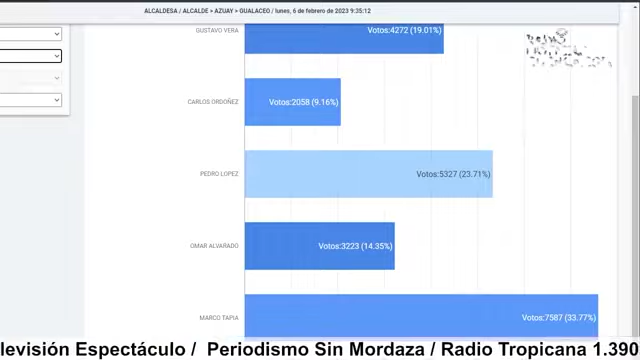 ALCALDESA / ALCALDE > AZUAY > GUALACEO / lunes, 6 de febrero de 2023 9:35:12
GUSTAVO VERA
Votos:4272 (19.01%)
CARLOS ORDOÑEZ
Votos:2058 (9.16%)
PEDRO LOPEZ
Votos:5327 (23.71%)
OMAR ALVARADO
Votos:3223 (14.35%)
MARCO TAPIA
Votos:7587 (33.77%)
levisión Espectáculo / Periodismo Sin Mordaza / Radio Tropicana 1.390